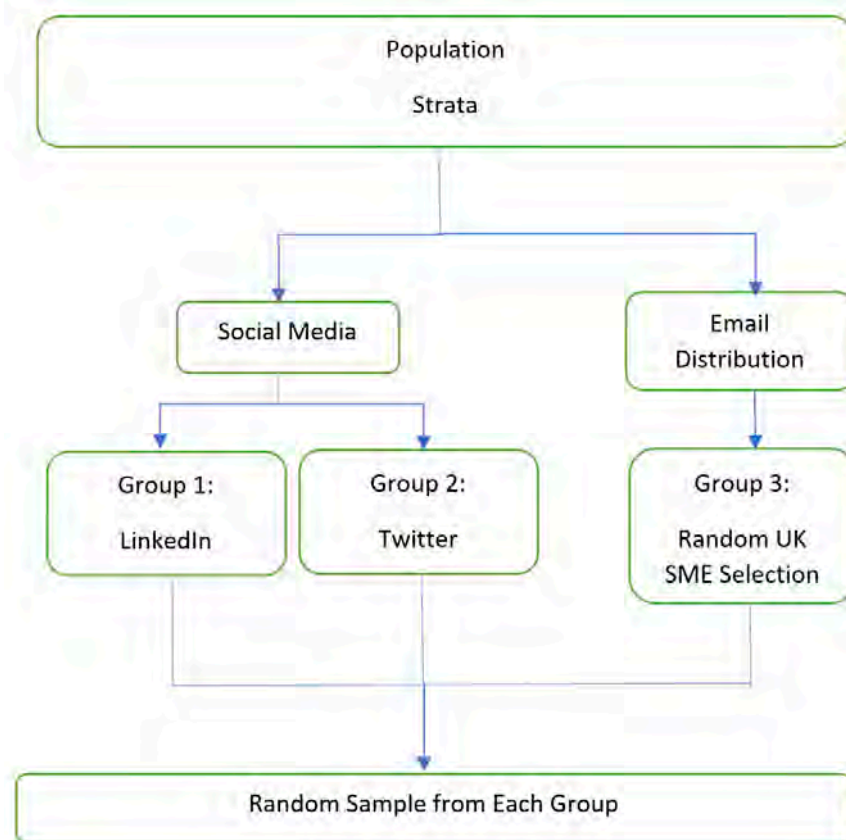 Population
Strata
Social Media
Email
Distribution
Group 1:
LinkedIn
Group 2:
Twitter
Group 3:
Random UK
SME Selection
Random Sample from Each Group